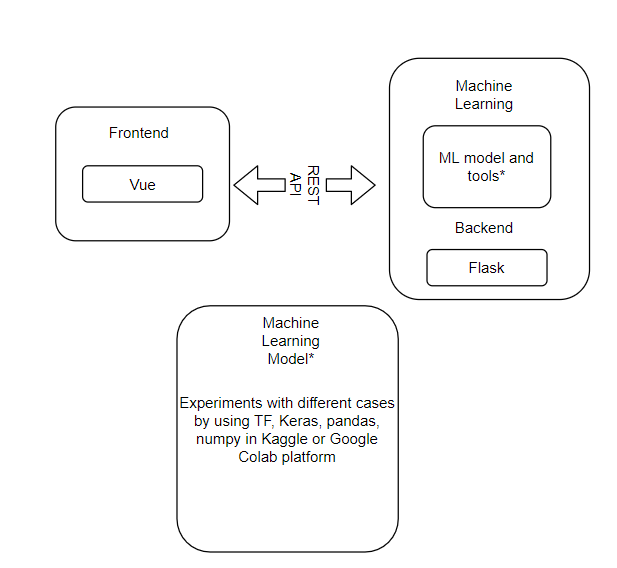 Frontend
Vue
REST
API
Machine
Learning
ML model and
tools*
Backend
Flask
Machine
Learning
Model*
Experiments with different cases
by using TF, Keras, pandas,
numpy in Kaggle or Google
Colab platform